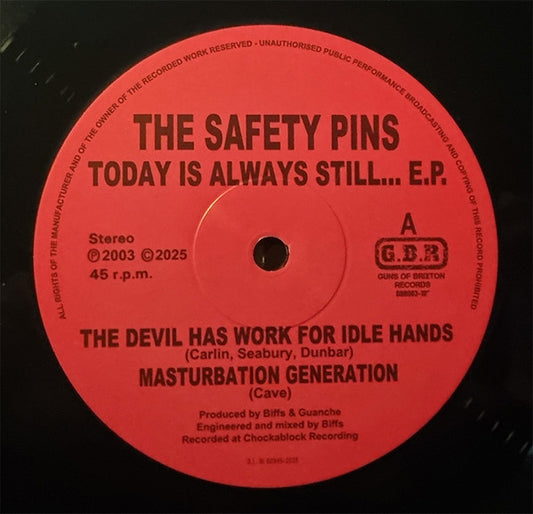 ALL RIGHTS OF THE MANUFACTURER AND OF THE OWNER OF THE RECORDED WORK RESERVED - UNAUTHORISED PUBLIC PERFORMANCE BROADCASTING AND COPYING OF THIS RECORD PROHIBITED
THE SAFETY PINS
TODAY IS ALWAYS STILL... E.P.
Stereo
℗ 2003 © 2025
45 r.p.m.
A
G.B.R
GUNS OF BRIXTON
RECORDS
THE DEVIL HAS WORK FOR IDLE HANDS
(Carlin, Seabury, Dunbar)
MASTURBATION GENERATION
(Cave)
Produced by Biffs & Guanche
Engineered and mixed by Biffs
Recorded at Chockablock Recording